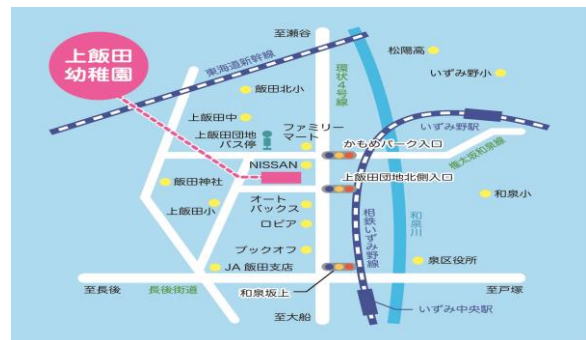 至瀬谷
松陽高
上飯田
幼稚園
東海道新幹線
環状4号線
いずみ野小
飯田北小
上飯田中
ファミリー
マート
いずみ野駅
上飯田団地
バス停
かもめパーク入口
権太坂和泉線
NISSAN
上飯田団地北側入口
飯田神社
オート
バックス
和泉小
上飯田小
相鉄いずみ野線
和泉川
ロピア
ブックオフ
泉区役所
JA 飯田支店
至長後
長後街道
和泉坂上
至戸塚
いずみ中央駅
至大船